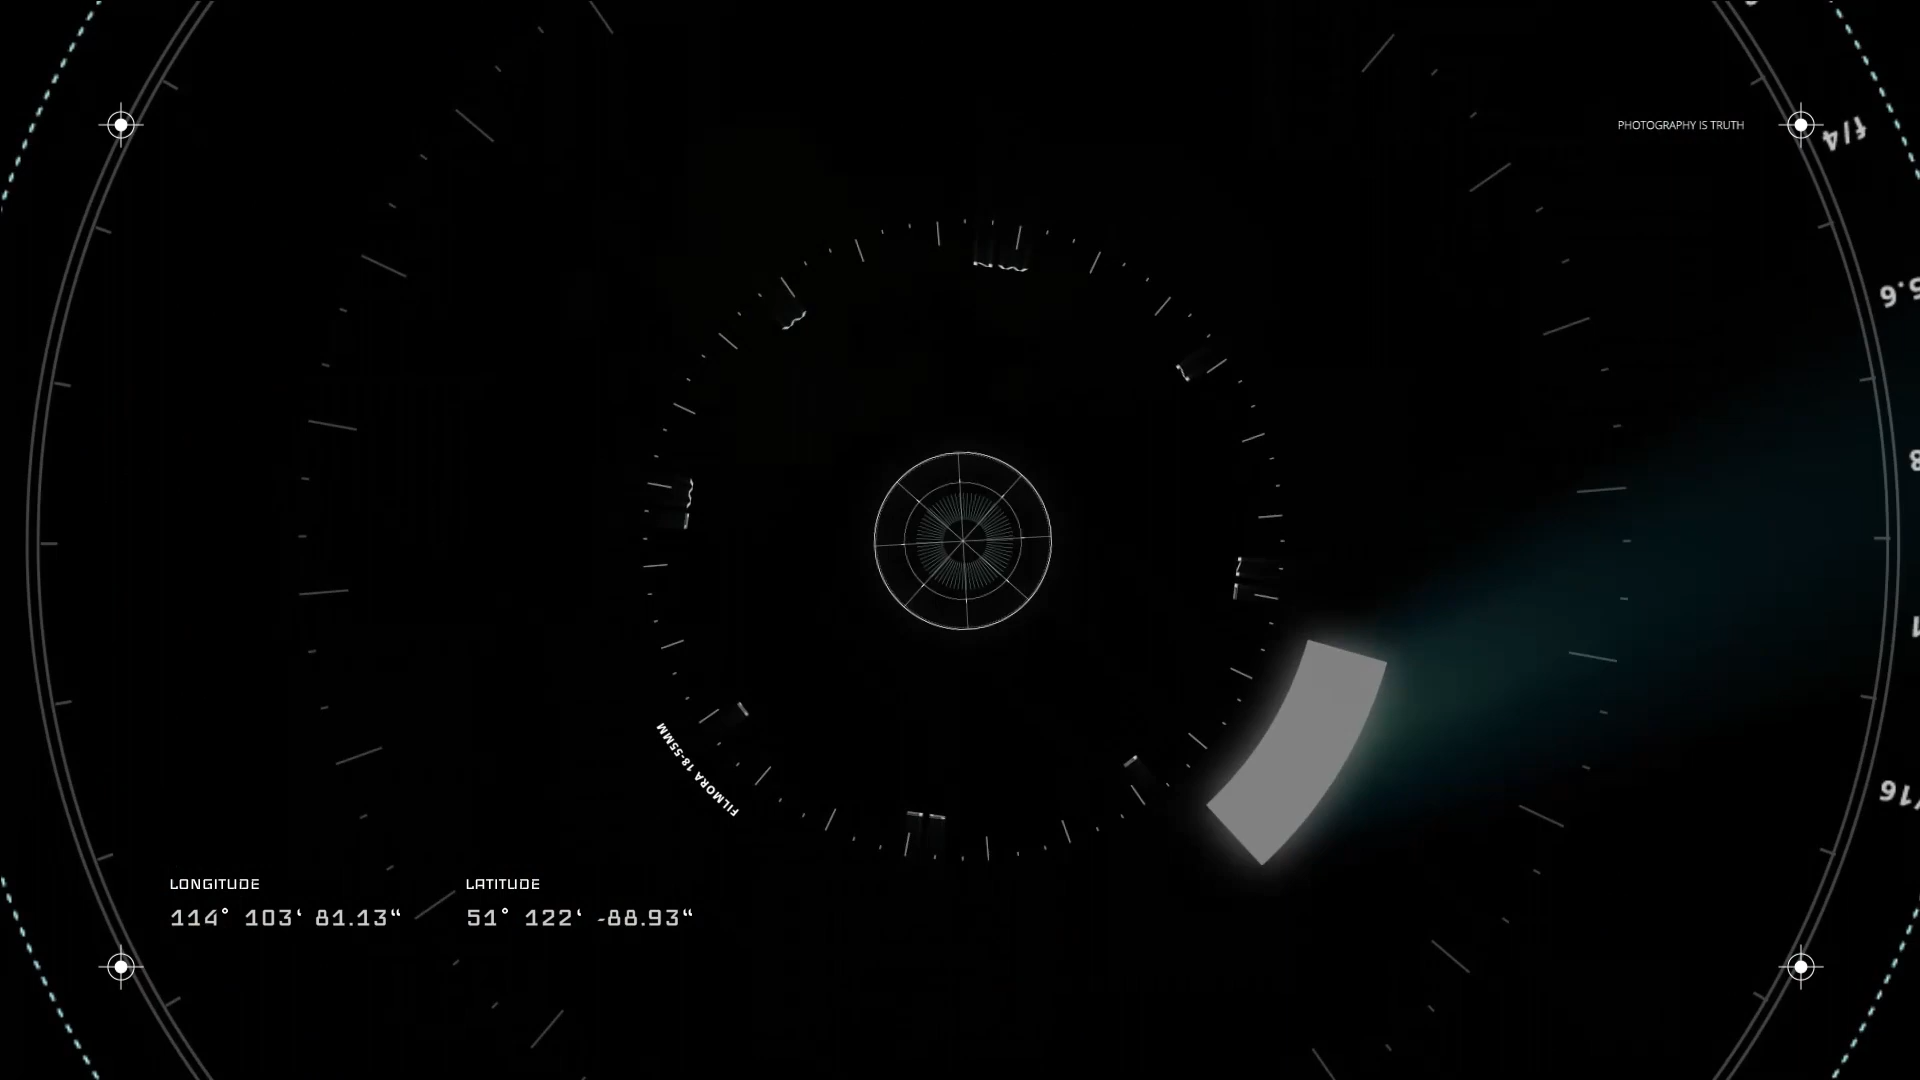 PHOTOGRAPHY IS TRUTH
f/4
5.6
8
/16
FILMORA 18-55MM
LONGITUDE
114° 103‘ 81.13“
LATITUDE
51° 122‘ -88.93“